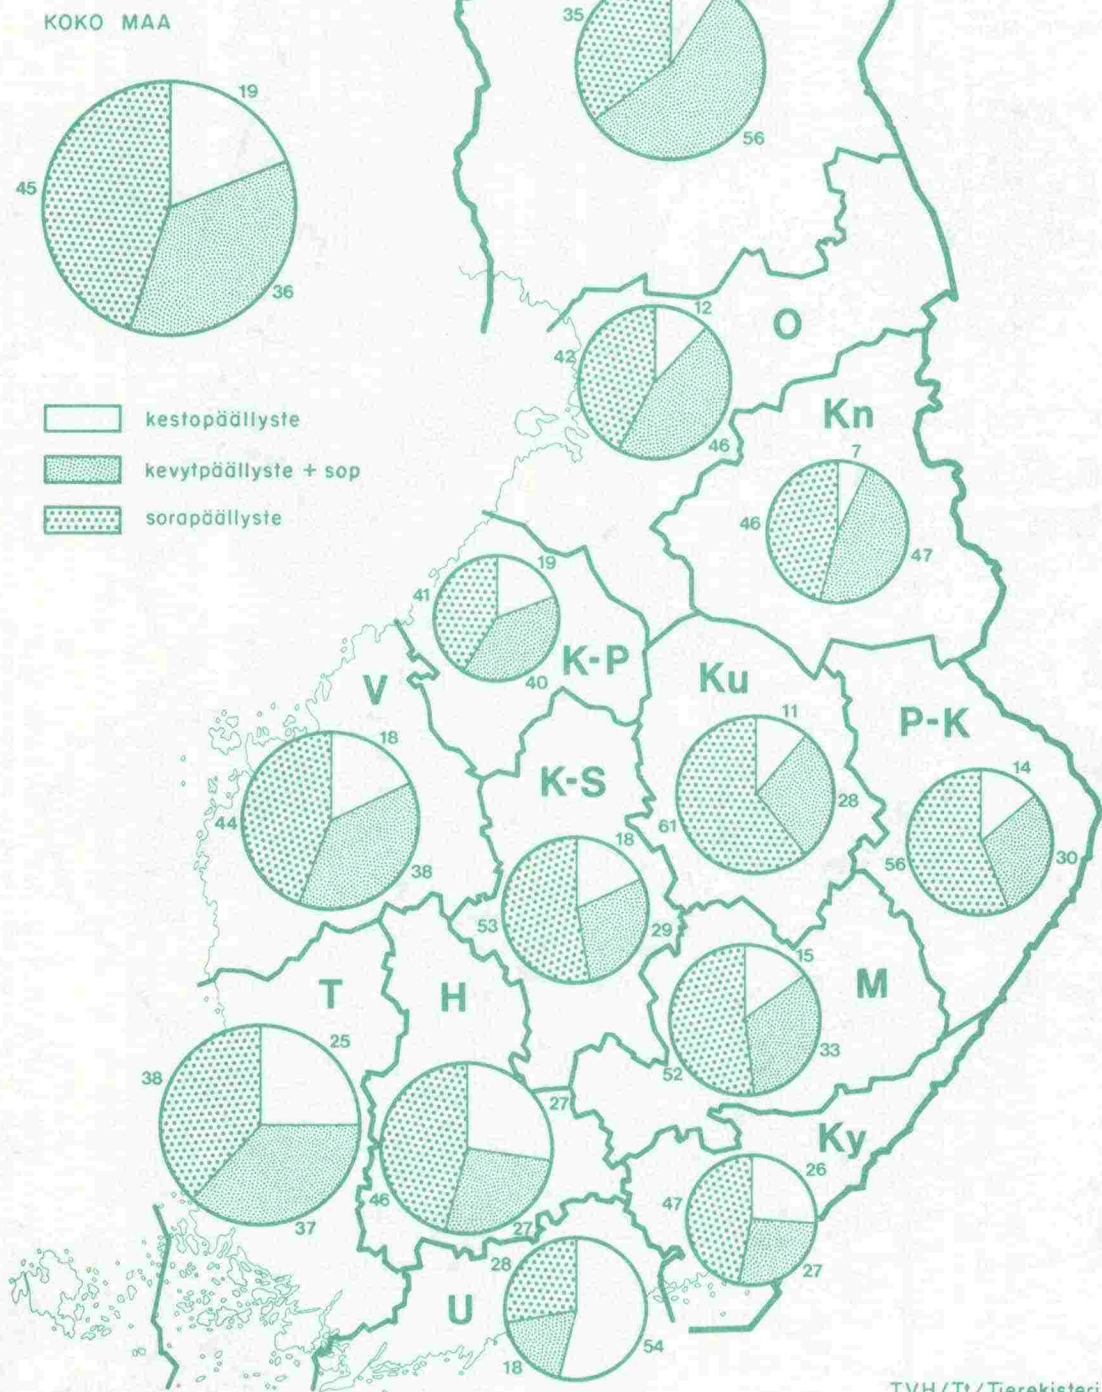 KOKO MAA
19
45
36
kestopäällyste
kevytpäällyste + sop
sorapäällyste
35
56
O
12
42
46
Kn
7
46
47
K-P
19
41
40
V
18
44
38
Ku
11
28
61
P-K
14
56
30
K-S
18
53
29
M
15
33
52
T
25
38
37
H
27
46
27
Ky
26
47
27
U
28
18
54
TVH/Tt/Tierekisteri